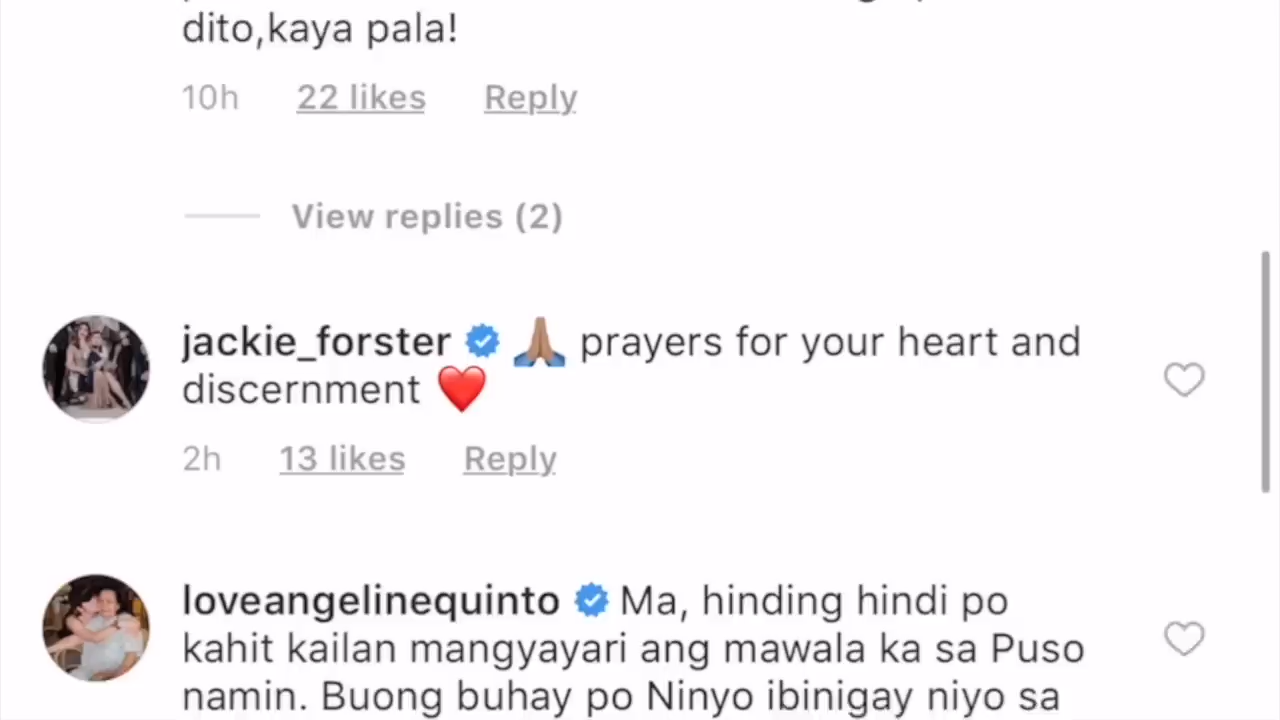 dito,kaya pala!
10h 22 likes Reply
View replies (2)
jackie_forster 🙏🏽 prayers for your heart and
discernment ❤️
2h 13 likes Reply
loveangelinequinto Ma, hinding hindi po
kahit kailan mangyayari ang mawala ka sa Puso
namin. Buong buhay po Ninyo ibinigay niyo sa